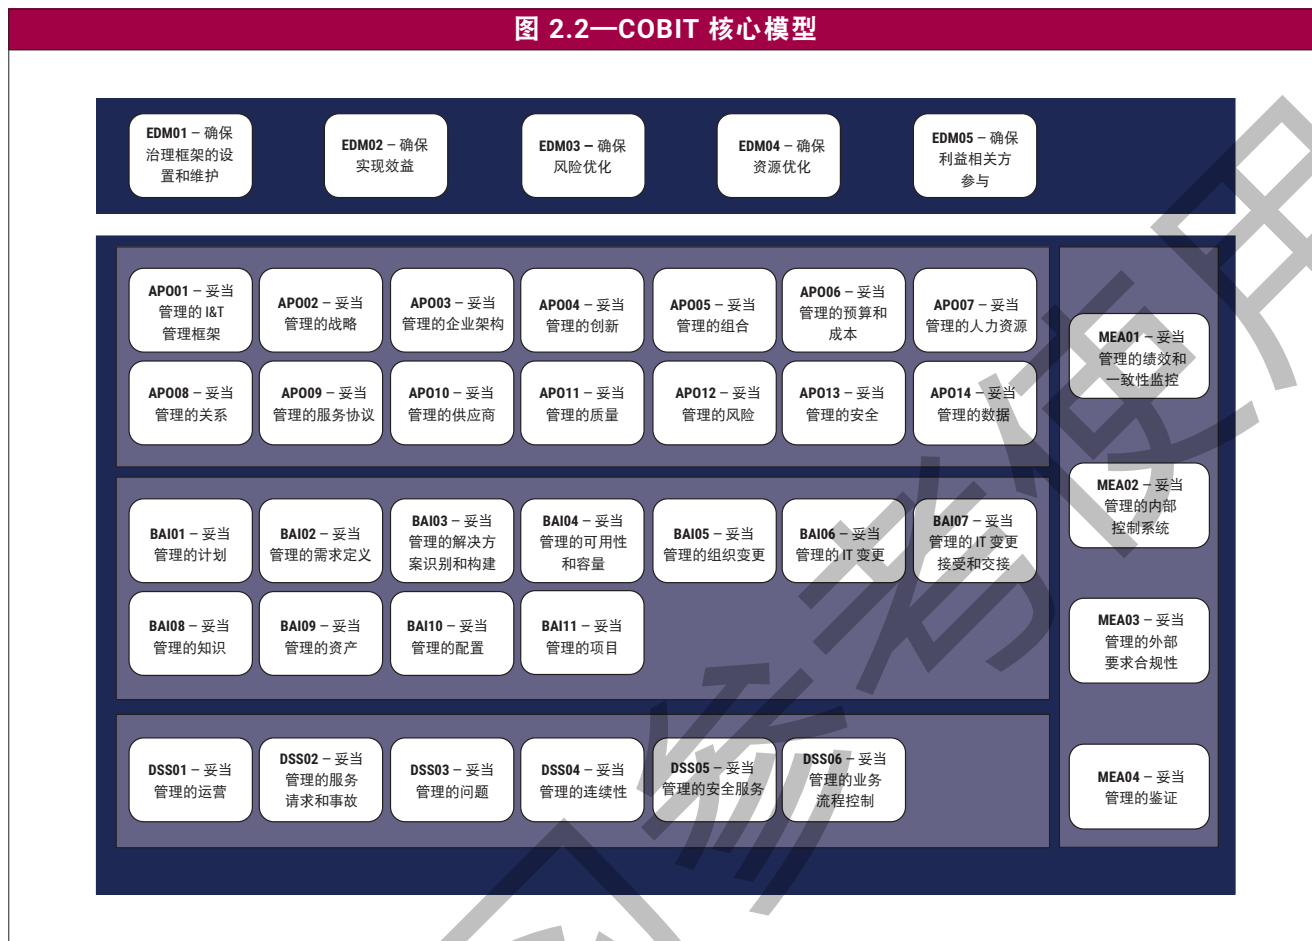 图 2.2—COBIT 核心模型
EDM01 – 确保
治理框架的设
置和维护
EDM02 – 确保
实现效益
EDM03 – 确保
风险优化
EDM04 – 确保
资源优化
EDM05 – 确保
利益相关方
参与
APO01 – 妥当
管理的 I&T
管理框架
APO02 – 妥当
管理的战略
APO03 – 妥当
管理的企业架构
APO04 – 妥当
管理的创新
APO05 – 妥当
管理的组合
APO06 – 妥当
管理的预算和
成本
APO07 – 妥当
管理的人力资源
APO08 – 妥当
管理的关系
APO09 – 妥当
管理的服务协议
APO10 – 妥当
管理的供应商
APO11 – 妥当
管理的质量
APO12 – 妥当
管理的风险
APO13 – 妥当
管理的安全
APO14 – 妥当
管理的数据
BAI01 – 妥当
管理的计划
BAI02 – 妥当
管理的需求定义
BAI03 – 妥当
管理的解决方
案识别和构建
BAI04 – 妥当
管理的可用性
和容量
BAI05 – 妥当
管理的组织变更
BAI06 – 妥当
管理的 IT 变更
BAI07 – 妥当
管理的 IT 变更
接受和交接
BAI08 – 妥当
管理的知识
BAI09 – 妥当
管理的资产
BAI10 – 妥当
管理的配置
BAI11 – 妥当
管理的项目
DSS01 – 妥当
管理的运营
DSS02 – 妥当
管理的服务
请求和事故
DSS03 – 妥当
管理的问题
DSS04 – 妥当
管理的连续性
DSS05 – 妥当
管理的安全服务
DSS06 – 妥当
管理的业务
流程控制
MEA01 – 妥当
管理的绩效和
一致性监控
MEA02 – 妥当
管理的内部
控制系统
MEA03 – 妥当
管理的外部
要求合规性
MEA04 – 妥当
管理的鉴证
参考使用